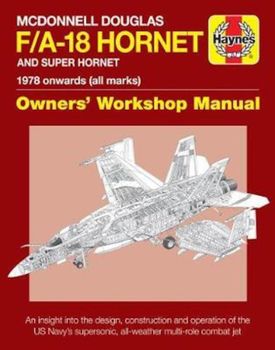 MCDONNELL DOUGLAS
F/A-18 HORNET
AND SUPER HORNET
1978 onwards (all marks)
Haynes
Owners' Workshop Manual
An insight into the design, construction and operation of the
US Navy's supersonic, all-weather multi-role combat jet